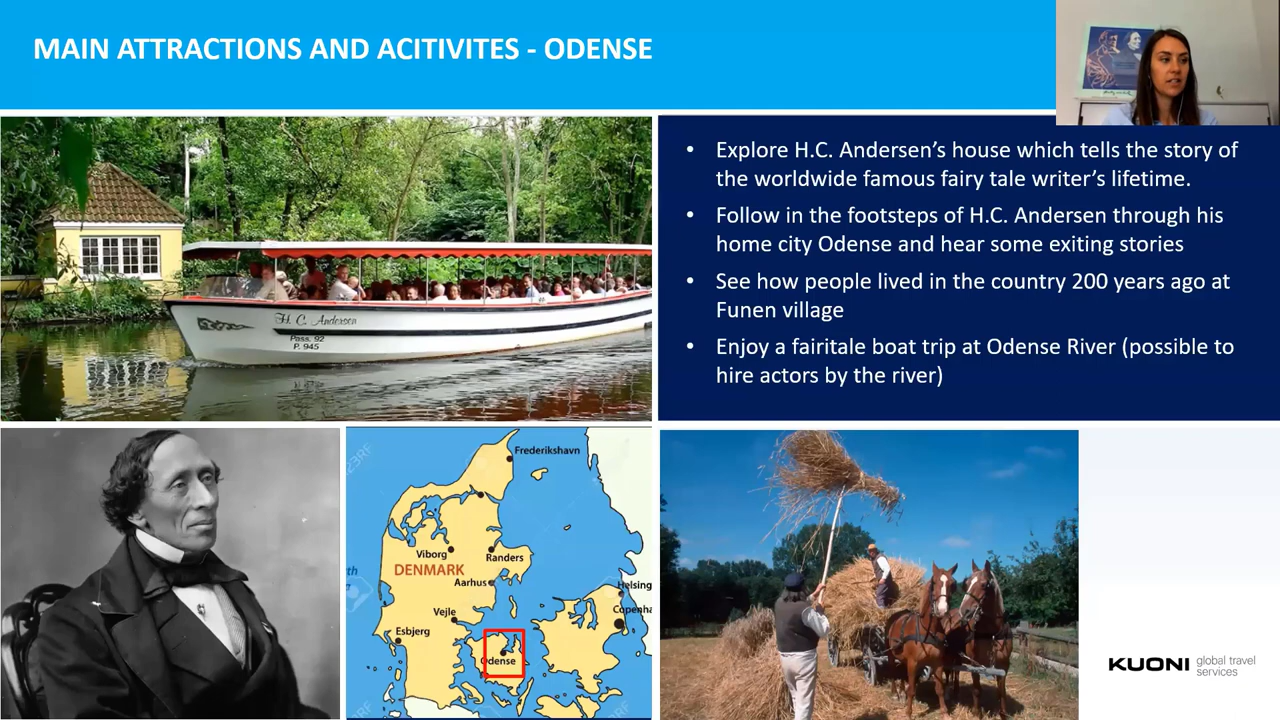 MAIN ATTRACTIONS AND ACITIVITES - ODENSE
• Explore H.C. Andersen's house which tells the story of
the worldwide famous fairy tale writer's lifetime.
• Follow in the footsteps of H.C. Andersen through his
home city Odense and hear some exiting stories
• See how people lived in the country 200 years ago at
Funen village
• Enjoy a fairitale boat trip at Odense River (possible to
hire actors by the river)
H. C. Andersen
Pass. 92
P. 945
Frederikshavn
Viborg
Randers
DENMARK
Aarhus
Helsing
Copenha
Vejle
Esbjerg
Odense
KUONI
global travel
services